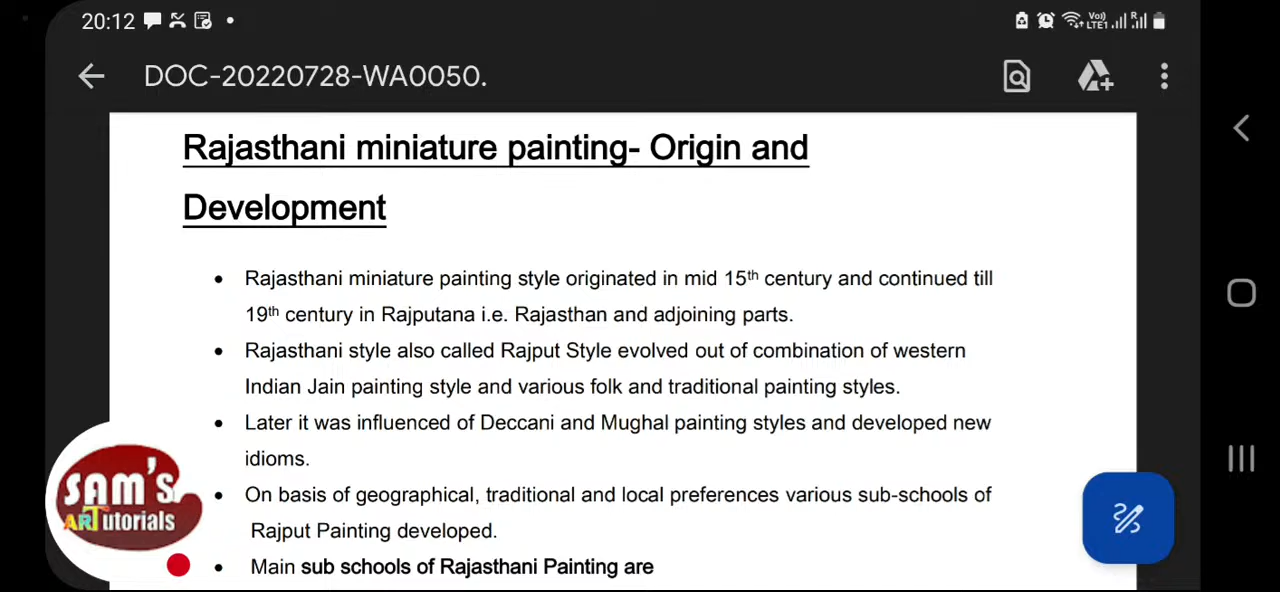 20:12
Vo)
LTE1
R
DOC-20220728-WA0050.
Rajasthani miniature painting- Origin and
Development
• Rajasthani miniature painting style originated in mid 15th century and continued till
19th century in Rajputana i.e. Rajasthan and adjoining parts.
• Rajasthani style also called Rajput Style evolved out of combination of western
Indian Jain painting style and various folk and traditional painting styles.
• Later it was influenced of Deccani and Mughal painting styles and developed new
idioms.
• On basis of geographical, traditional and local preferences various sub-schools of
Rajput Painting developed.
• Main sub schools of Rajasthani Painting are
SAM'S
ARTutorials